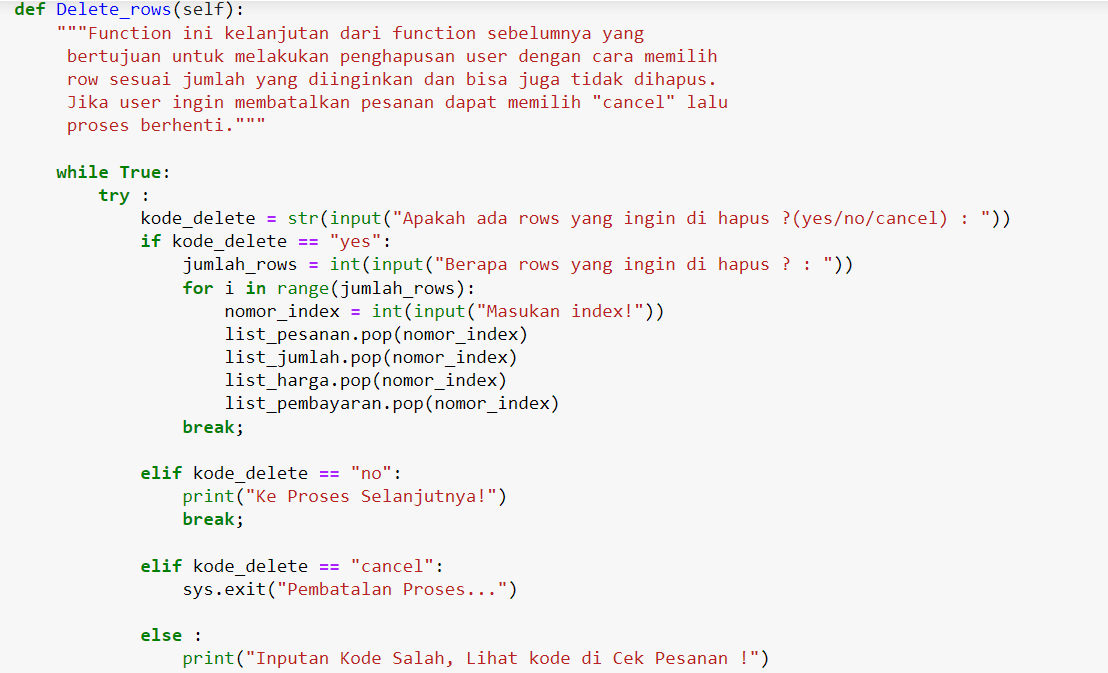 def Delete_rows(self):
    """Function ini kelanjutan dari function sebelumnya yang
     bertujuan untuk melakukan penghapusan user dengan cara memilih
     row sesuai jumlah yang diinginkan dan bisa juga tidak dihapus.
     Jika user ingin membatalkan pesanan dapat memilih "cancel" lalu
     proses berhenti."""

    while True:
        try :
            kode_delete = str(input("Apakah ada rows yang ingin di hapus ?(yes/no/cancel) : "))
            if kode_delete == "yes":
                jumlah_rows = int(input("Berapa rows yang ingin di hapus ? : "))
                for i in range(jumlah_rows):
                    nomor_index = int(input("Masukan index!"))
                    list_pesanan.pop(nomor_index)
                    list_jumlah.pop(nomor_index)
                    list_harga.pop(nomor_index)
                    list_pembayaran.pop(nomor_index)
                break;

            elif kode_delete == "no":
                print("Ke Proses Selanjutnya!")
                break;

            elif kode_delete == "cancel":
                sys.exit("Pembatalan Proses...")

            else :
                print("Inputan Kode Salah, Lihat kode di Cek Pesanan !")